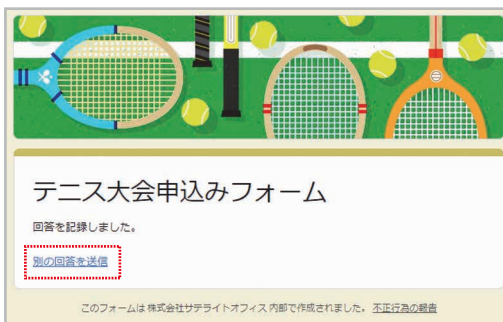 テニス大会申込みフォーム
回答を記録しました。
別の回答を送信
このフォームは 株式会社サテライトオフィス 内部で作成されました。 不正行為の報告